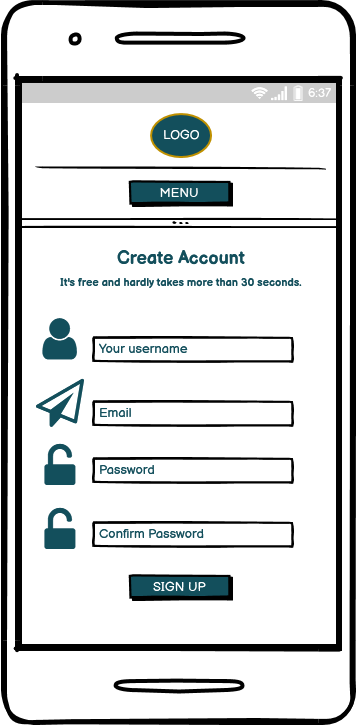 6:37
LOGO
MENU
Create Account
It's free and hardly takes more than 30 seconds.
Your username
Email
Password
Confirm Password
SIGN UP